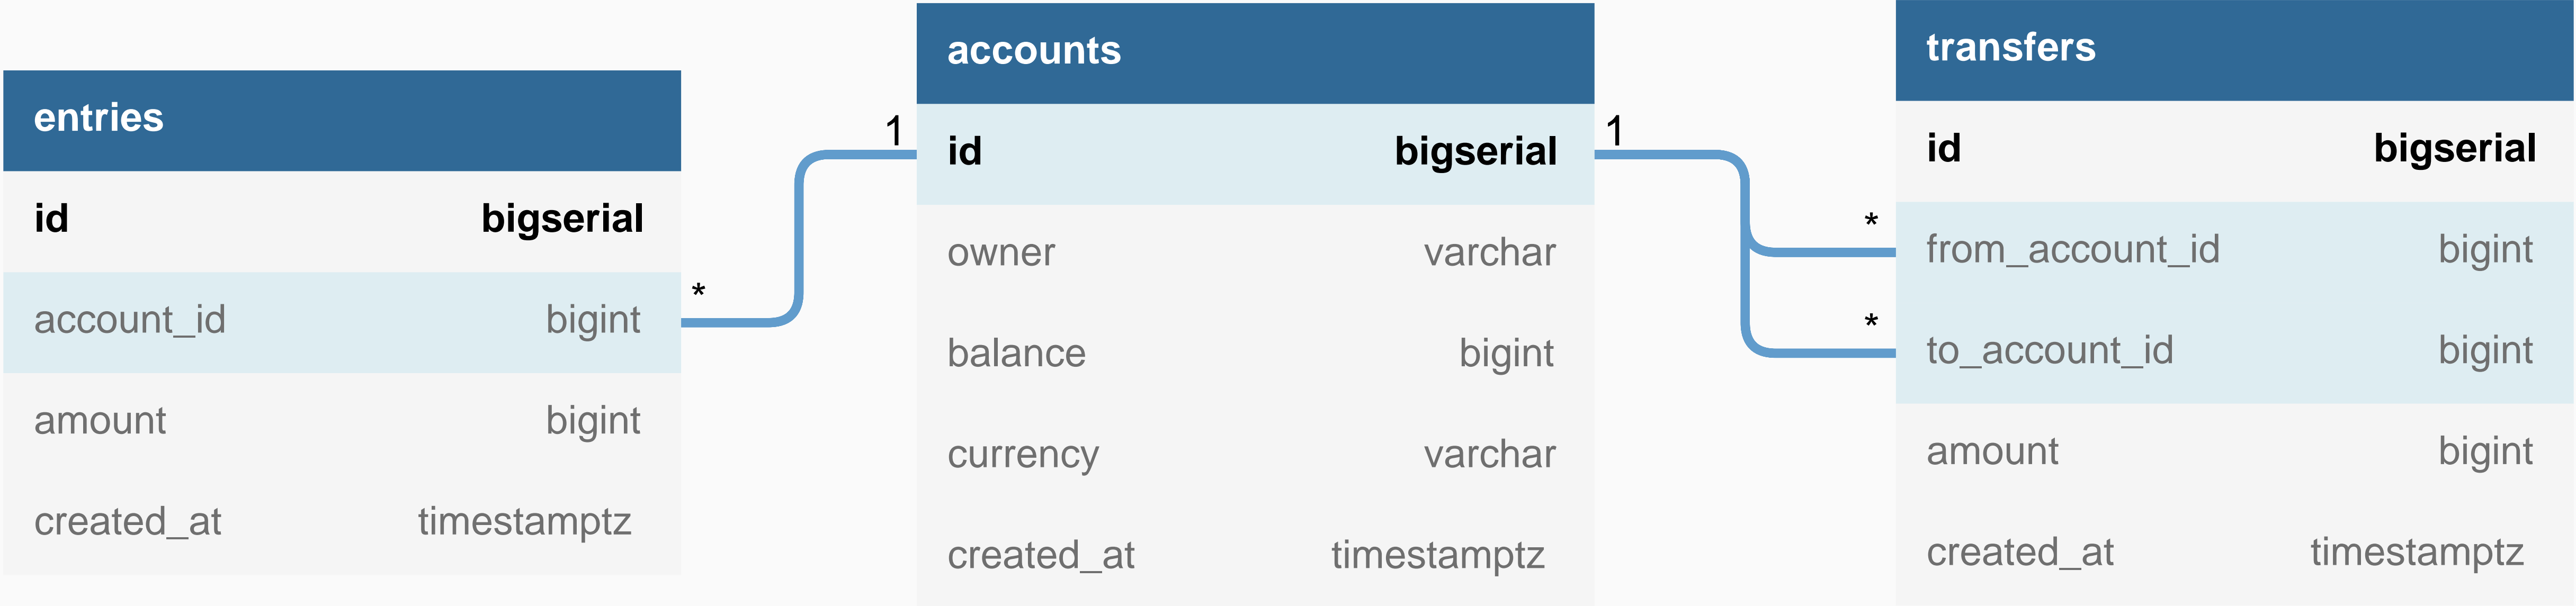 entries
id bigserial
account_id bigint
amount bigint
created_at timestamptz
1
*
accounts
id bigserial
owner varchar
balance bigint
currency varchar
created_at timestamptz
1
*
*
transfers
id bigserial
from_account_id bigint
to_account_id bigint
amount bigint
created_at timestamptz